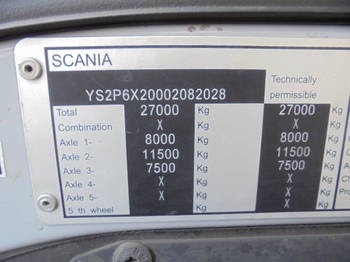 SCANIA
YS2P6X20002082028
Technically
permissible
Total 27000 Kg 27000 Kg
Combination X Kg X Kg
Axle 1- 8000 Kg 8000 Kg
Axle 2- 11500 Kg 11500 Kg
Axle 3- 7500 Kg 7500 Kg
Axle 4- X Kg X Kg
Axle 5- X Kg X Kg
5 th wheel X Kg X Kg